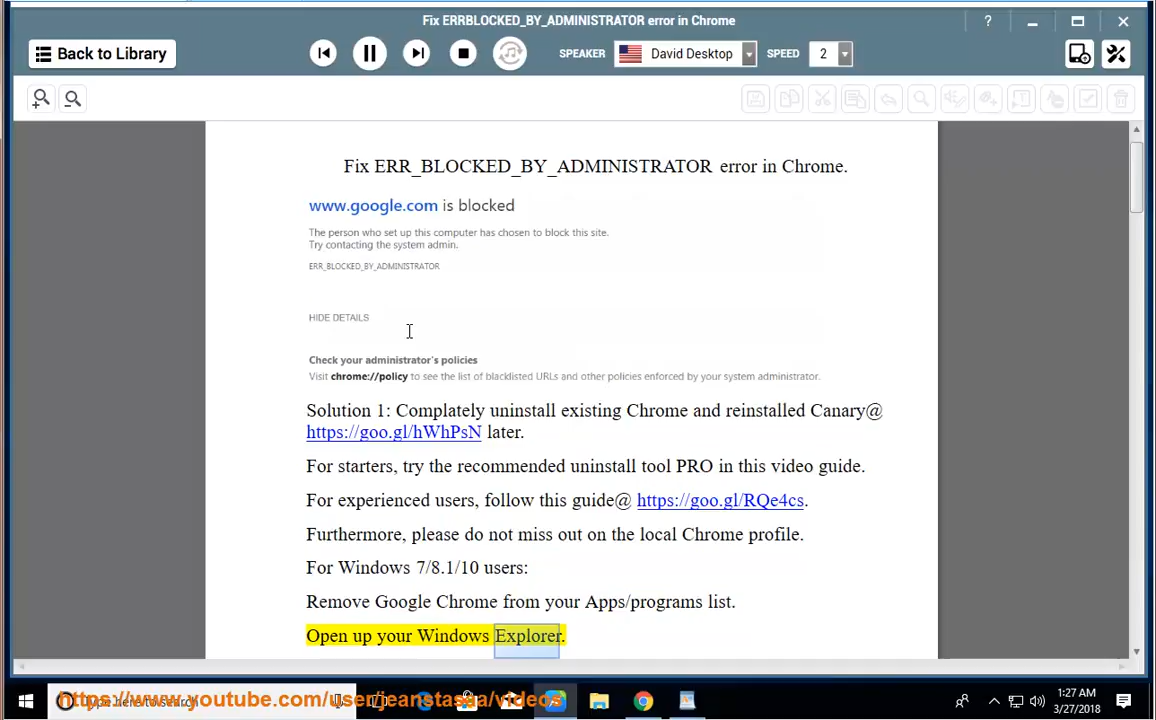 Fix ERRBLOCKED_BY_ADMINISTRATOR error in Chrome
?
Back to Library
SPEAKER
David Desktop
SPEED
2
Fix ERR_BLOCKED_BY_ADMINISTRATOR error in Chrome.
www.google.com is blocked
The person who set up this computer has chosen to block this site.
Try contacting the system admin.
ERR_BLOCKED_BY_ADMINISTRATOR
HIDE DETAILS
Check your administrator's policies
Visit chrome://policy to see the list of blacklisted URLs and other policies enforced by your system administrator.
Solution 1: Complately uninstall existing Chrome and reinstalled Canary@
https://goo.gl/hWhPsN later.
For starters, try the recommended uninstall tool PRO in this video guide.
For experienced users, follow this guide@ https://goo.gl/RQe4cs.
Furthermore, please do not miss out on the local Chrome profile.
For Windows 7/8.1/10 users:
Remove Google Chrome from your Apps/programs list.
Open up your Windows Explorer.
Type here to search
https://www.youtube.com/user/jeanstasua/videos
1:27 AM
3/27/2018